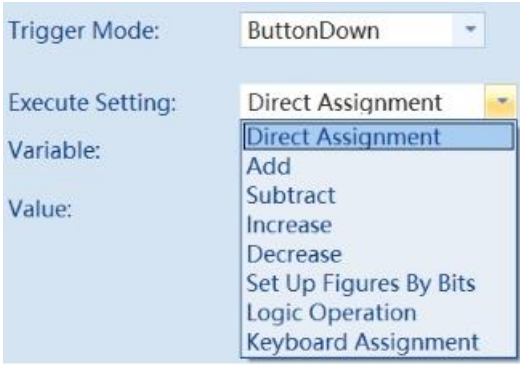 Trigger Mode: ButtonDown
Execute Setting: Direct Assignment
Direct Assignment
Variable:
Add
Subtract
Value:
Increase
Decrease
Set Up Figures By Bits
Logic Operation
Keyboard Assignment